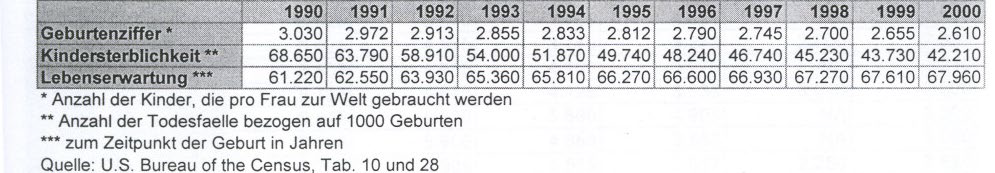 1990 1991 1992 1993 1994 1995 1996 1997 1998 1999 2000
Geburtenziffer * 3.030 2.972 2.913 2.855 2.833 2.812 2.790 2.745 2.700 2.655 2.610
Kindersterblichkeit ** 68.650 63.790 58.910 54.000 51.870 49.740 48.240 46.740 45.230 43.730 42.210
Lebenserwartung *** 61.220 62.550 63.930 65.360 65.810 66.270 66.600 66.930 67.270 67.610 67.960
* Anzahl der Kinder, die pro Frau zur Welt gebraucht werden
** Anzahl der Todesfaelle bezogen auf 1000 Geburten
*** zum Zeitpunkt der Geburt in Jahren
Quelle: U.S. Bureau of the Census, Tab. 10 und 28